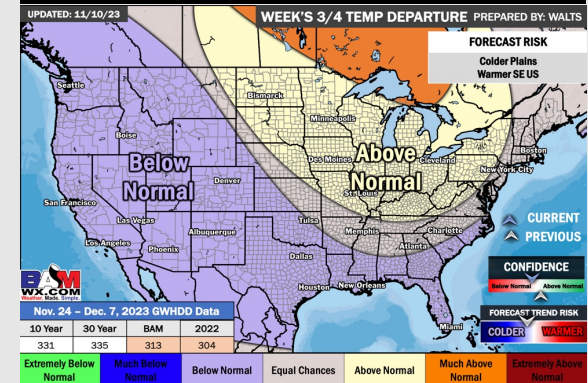 UPDATED: 11/10/23
WEEK'S 3/4 TEMP DEPARTURE PREPARED BY: WALTS
FORECAST RISK
Colder Plains
Warmer SE US
Seattle
Bismarck
Minneapolis
Boise
Boston
Below
Normal
Above
Normal
Des Moines
Cleveland
New York City
Denver
St. Louis
San Francisco
Las Vegas
Tulsa
CURRENT
Los Angeles
Albuquerque
Memphis
Charlotte
PREVIOUS
Phoenix
Atlanta
Dallas
CONFIDENCE
Below Normal Above Normal
BAM
WX.COM
Weather. Made. Simple.
Houston
New Orleans
Nov. 24 – Dec. 7, 2023 GWHDD Data
FORECAST TREND RISK
10 Year 30 Year BAM 2022
Miami
COLDER WARMER
331 335 313 304
Extremely Below Normal
Much Below Normal
Below Normal
Equal Chances
Above Normal
Much Above Normal
Extremely Above Normal